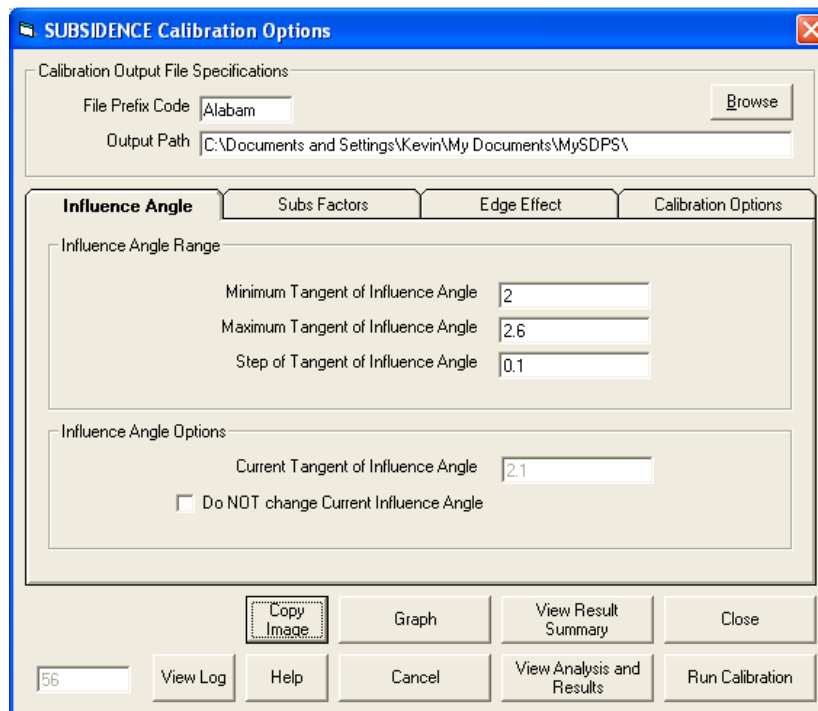 SUBSIDENCE Calibration Options
Calibration Output File Specifications
File Prefix Code Alabam Browse
Output Path C:\Documents and Settings\Kevin\My Documents\MySDPS\
Influence Angle Subs Factors Edge Effect Calibration Options
Influence Angle Range
Minimum Tangent of Influence Angle 2
Maximum Tangent of Influence Angle 2.6
Step of Tangent of Influence Angle 0.1
Influence Angle Options
Current Tangent of Influence Angle 2.1
Do NOT change Current Influence Angle
Copy Image Graph View Result Summary Close
56 View Log Help Cancel View Analysis and Results Run Calibration